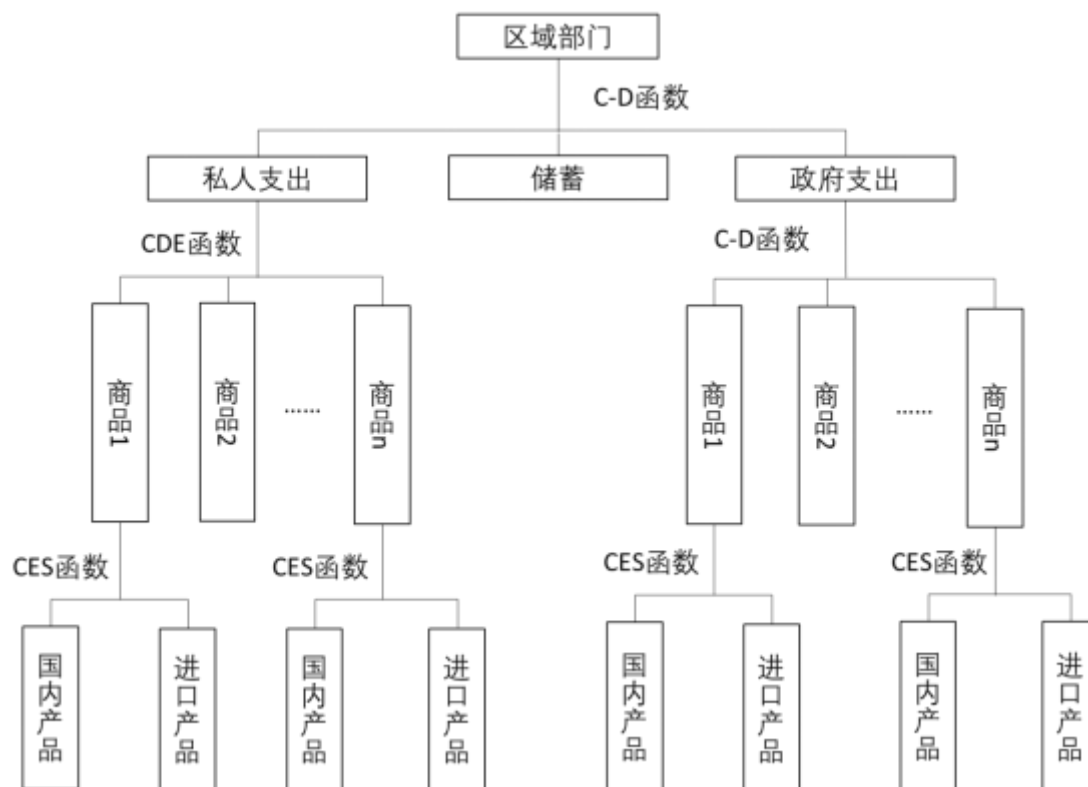 区域部门
C-D函数
私人支出
储蓄
政府支出
CDE函数
C-D函数
商品1
商品2
......
商品n
商品1
商品2
......
商品n
CES函数
CES函数
CES函数
CES函数
国内产品
进口产品
国内产品
进口产品
国内产品
进口产品
国内产品
进口产品